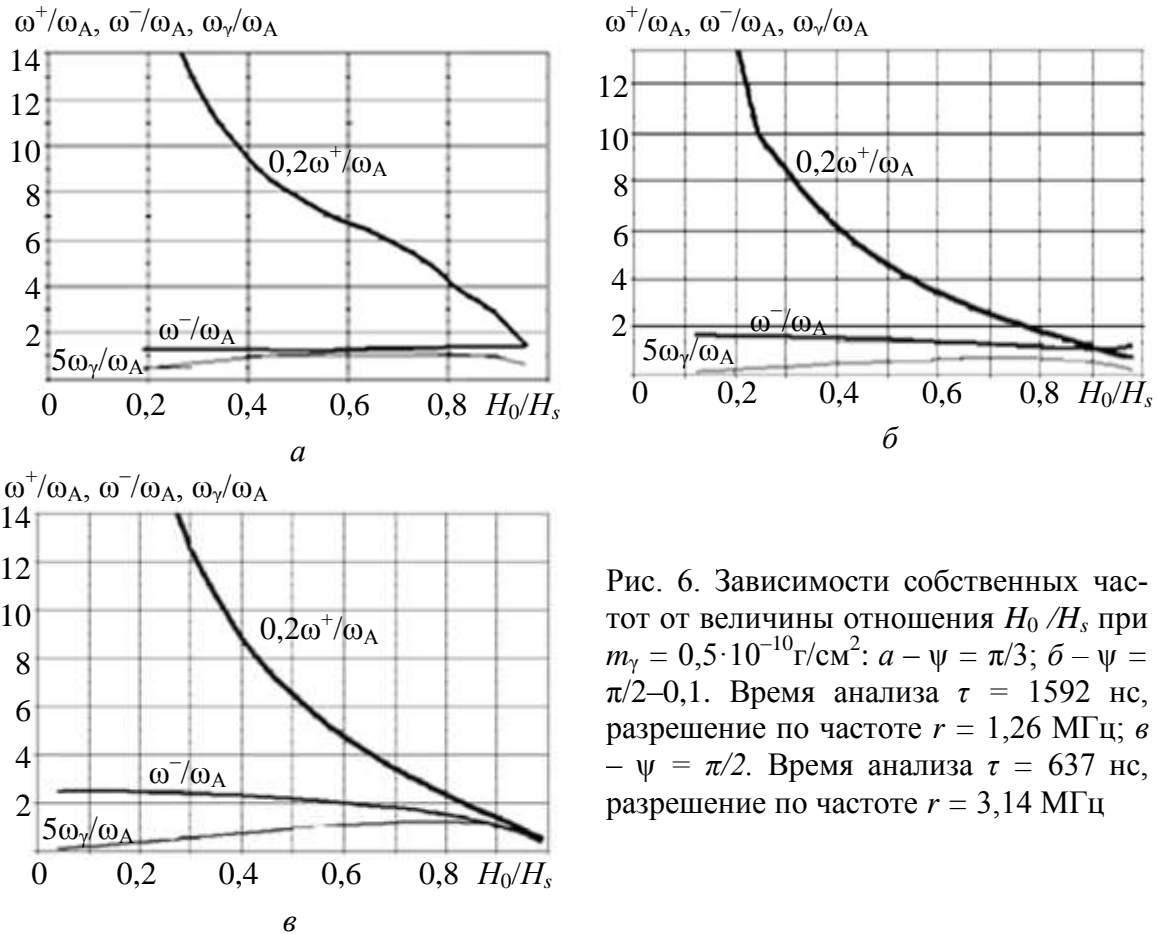 ω⁺/ω_A, ω⁻/ω_A, ω_γ/ω_A
14
12
10
8
6
4
2
0,2ω⁺/ω_A
ω⁻/ω_A
5ω_γ/ω_A
0 0,2 0,4 0,6 0,8 H₀/H_s
а
ω⁺/ω_A, ω⁻/ω_A, ω_γ/ω_A
12
10
8
6
4
2
0,2ω⁺/ω_A
ω⁻/ω_A
5ω_γ/ω_A
0 0,2 0,4 0,6 0,8 H₀/H_s
б
ω⁺/ω_A, ω⁻/ω_A, ω_γ/ω_A
14
12
10
8
6
4
2
0,2ω⁺/ω_A
ω⁻/ω_A
5ω_γ/ω_A
0 0,2 0,4 0,6 0,8 H₀/H_s
в
Рис. 6. Зависимости собственных час-
тот от величины отношения H₀ /H_s при
m_γ = 0,5·10⁻¹⁰г/см²: а – ψ = π/3; б – ψ =
π/2–0,1. Время анализа τ = 1592 нс,
разрешение по частоте r = 1,26 МГц; в
– ψ = π/2. Время анализа τ = 637 нс,
разрешение по частоте r = 3,14 МГц